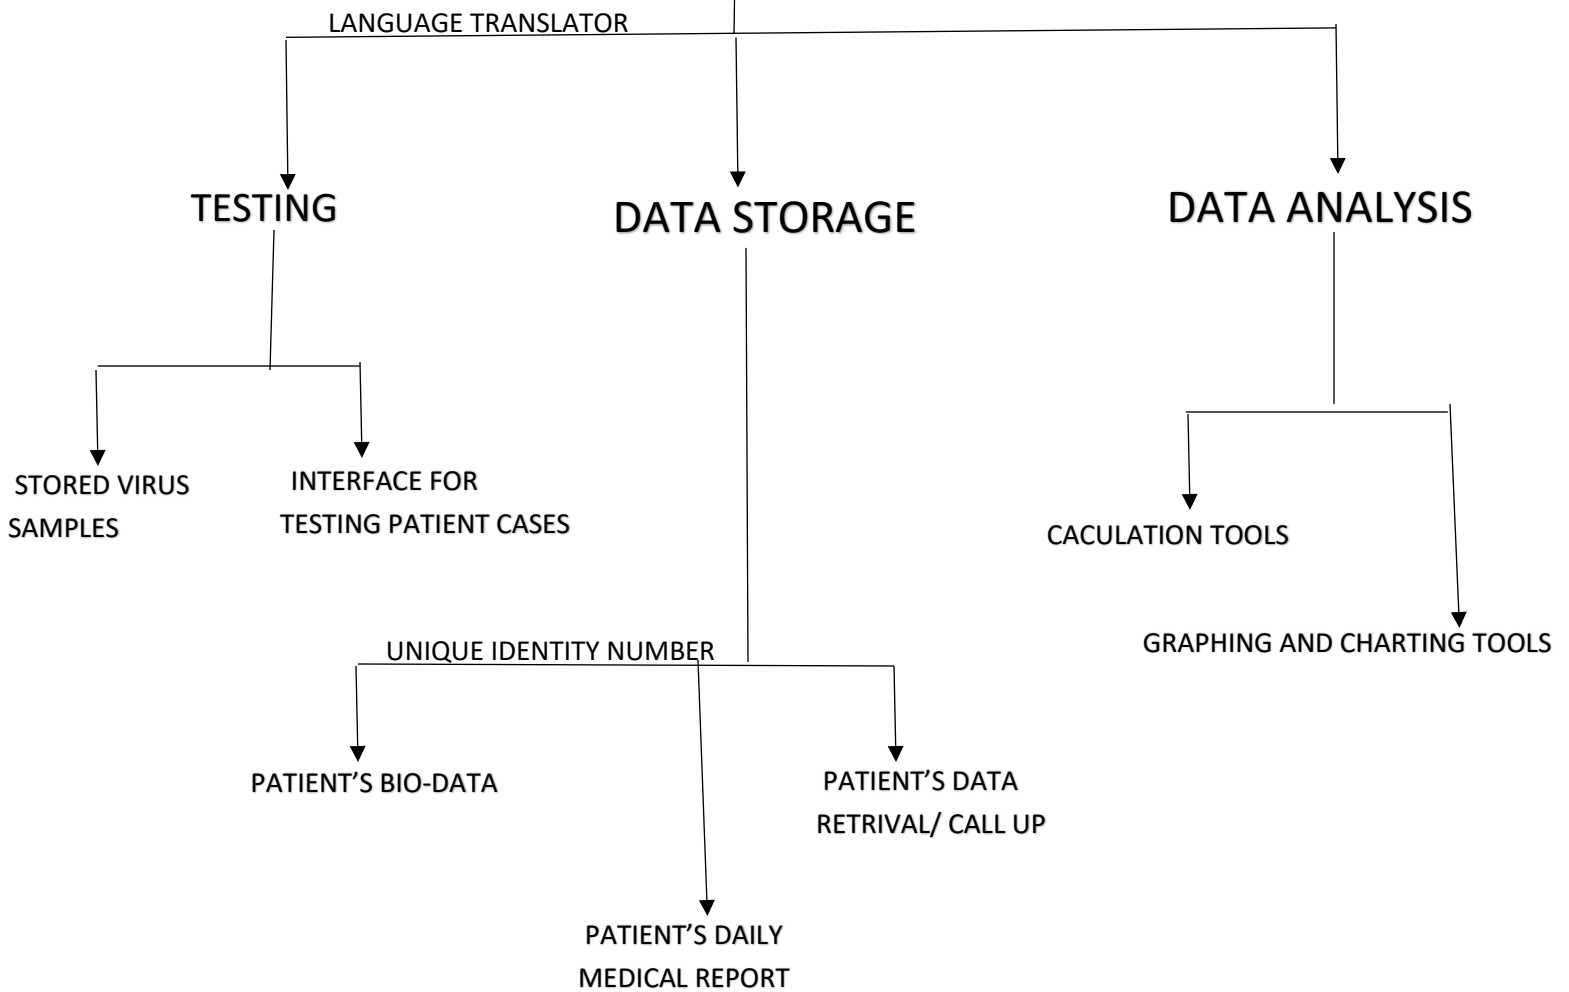 LANGUAGE TRANSLATOR
TESTING
DATA STORAGE
DATA ANALYSIS
STORED VIRUS
SAMPLES
INTERFACE FOR
TESTING PATIENT CASES
CACULATION TOOLS
GRAPHING AND CHARTING TOOLS
UNIQUE IDENTITY NUMBER
PATIENT’S BIO-DATA
PATIENT’S DATA
RETRIVAL/ CALL UP
PATIENT’S DAILY
MEDICAL REPORT